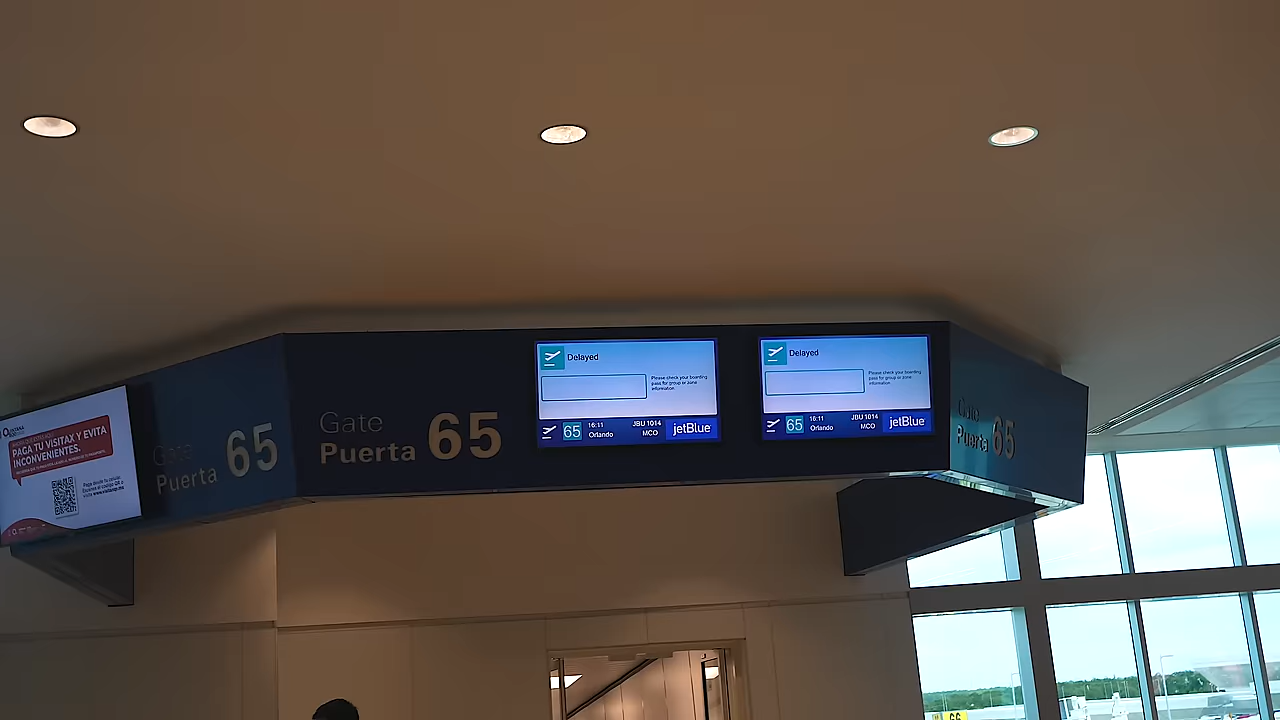 QUINTANA
PAGA TU VISITAX Y EVITA
INCONVENIENTES.
Gate
Puerta 65
Gate
Puerta 65
Delayed
Please check your boarding
pass for group or zone
information.
65
16:11
Orlando
JBU 1014
MCO
jetBlue
Delayed
Please check your boarding
pass for group or zone
information.
65
16:11
Orlando
JBU 1014
MCO
jetBlue
Gate
Puerta 65
66